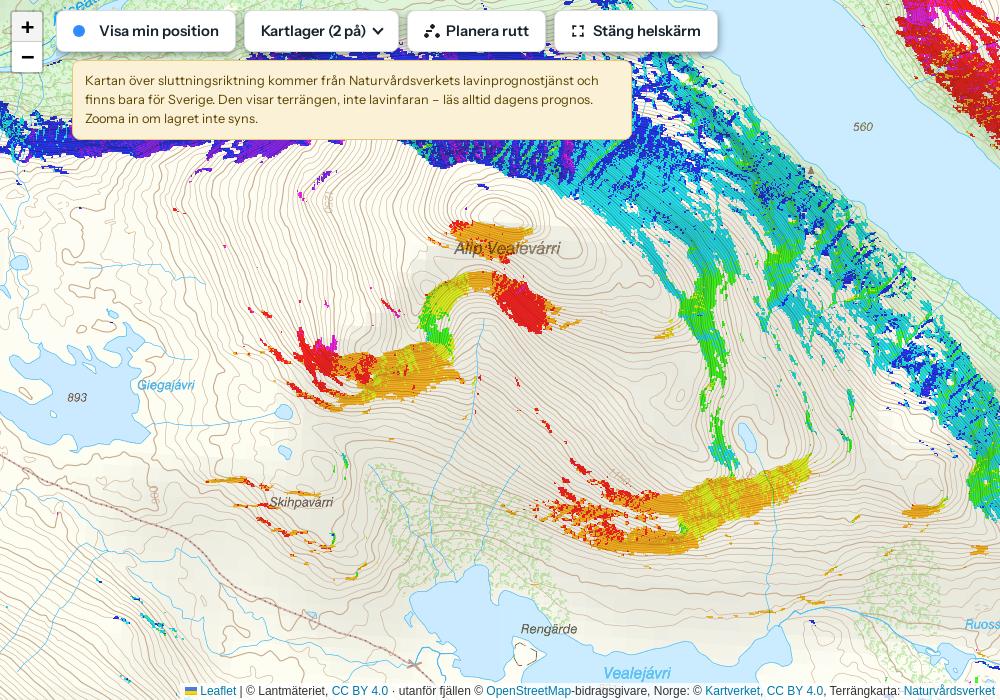 +
−
Visa min position
Kartlager (2 på)
Planera rutt
Stäng helskärm
Kartan över sluttningsriktning kommer från Naturvårdsverkets lavinprognostjänst och
finns bara för Sverige. Den visar terrängen, inte lavinfaran – läs alltid dagens prognos.
Zooma in om lagret inte syns.
560
Alip Vealevárri
Giegajávri
893
Skihpavárri
Rengärde
Ruoss
Vealejávri
Leaflet | © Lantmäteriet, CC BY 4.0 · utanför fjällen © OpenStreetMap-bidragsgivare, Norge: © Kartverket, CC BY 4.0, Terrängkarta: Naturvårdsverket